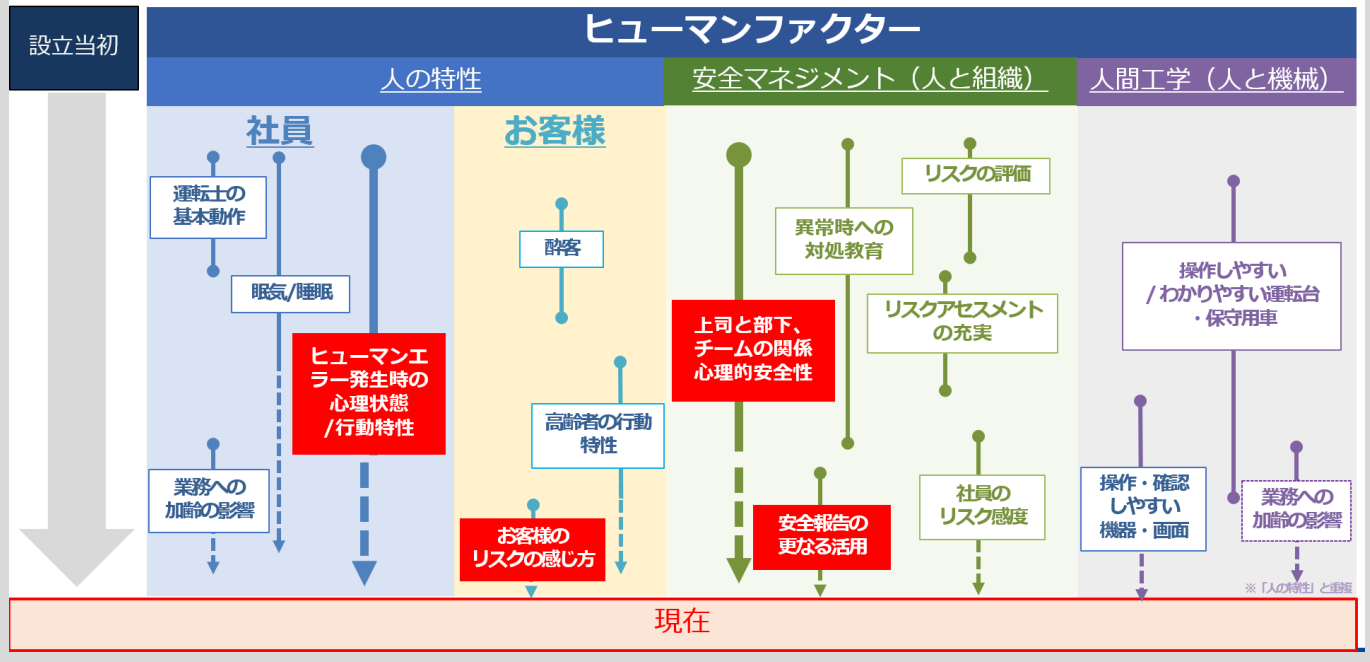 設立当初
ヒューマンファクター
人の特性
安全マネジメント（人と組織）
人間工学（人と機械）
社員
お客様
運転士の
基本動作
眠気/睡眠
ヒューマンエ
ラー発生時の
心理状態
/行動特性
業務への
加齢の影響
酔客
高齢者の行動
特性
お客様の
リスクの感じ方
上司と部下、
チームの関係
心理的安全性
異常時への
対処教育
リスクの評価
リスクアセスメント
の充実
安全報告の
更なる活用
社員の
リスク感度
操作しやすい
/ わかりやすい運転台
・保守用車
操作・確認
しやすい
機器・画面
業務への
加齢の影響
※「人の特性」と重複
現在